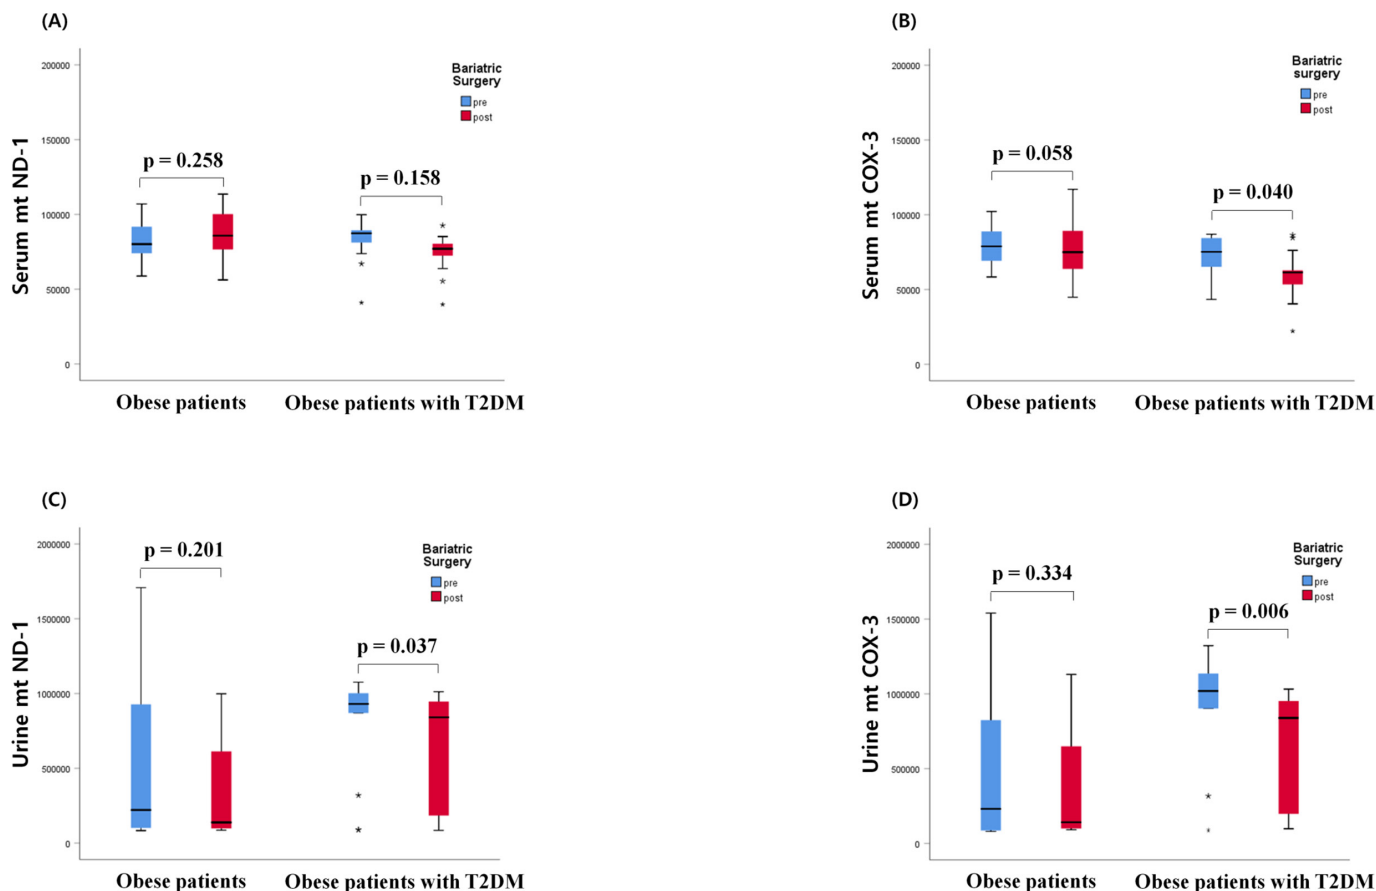 (A)
Serum mt ND-1
200000
150000
100000
50000
0
Bariatric
Surgery
pre
post
p = 0.258
p = 0.158
Obese patients
Obese patients with T2DM
(B)
Serum mt COX-3
200000
150000
100000
50000
0
Bariatric
surgery
pre
post
p = 0.058
p = 0.040
Obese patients
Obese patients with T2DM
(C)
Urine mt ND-1
2000000
1500000
1000000
500000
0
Bariatric
Surgery
pre
post
p = 0.201
p = 0.037
Obese patients
Obese patients with T2DM
(D)
Urine mt COX-3
2000000
1500000
1000000
500000
0
Bariatric
Surgery
pre
post
p = 0.334
p = 0.006
Obese patients
Obese patients with T2DM